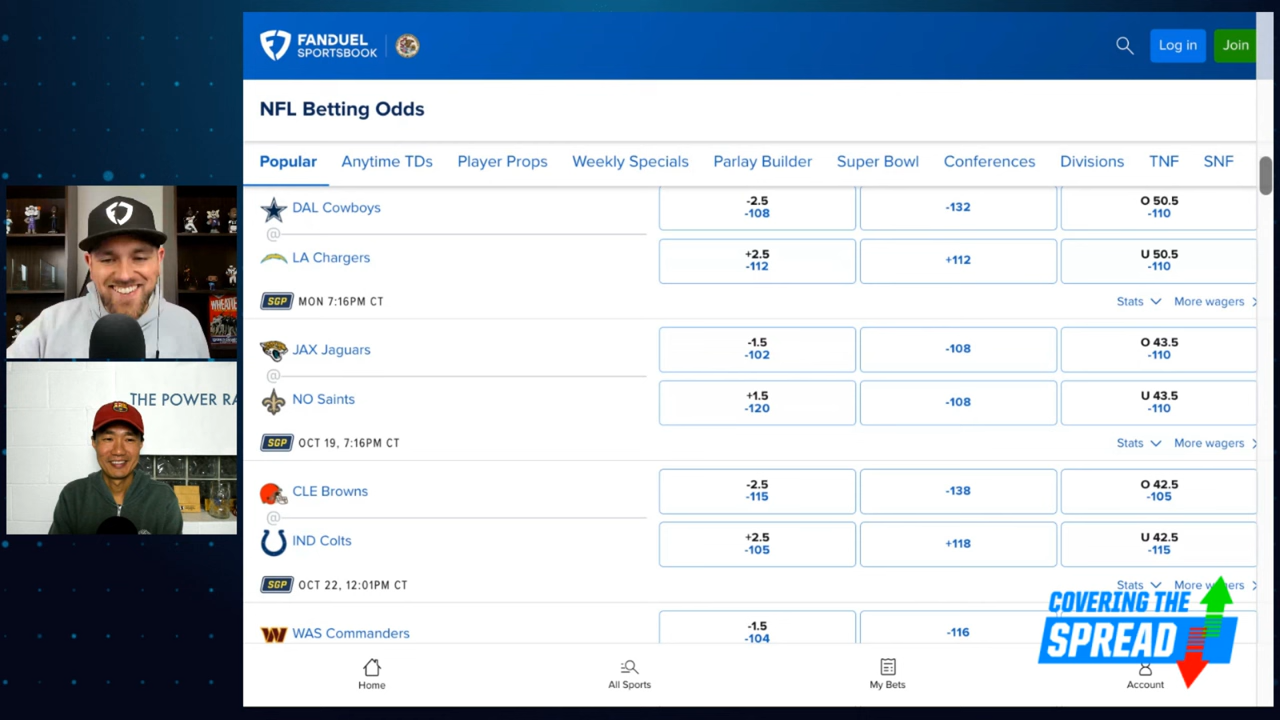 FANDUEL
SPORTSBOOK
Log in
Join
NFL Betting Odds
Popular
Anytime TDs
Player Props
Weekly Specials
Parlay Builder
Super Bowl
Conferences
Divisions
TNF
SNF
DAL Cowboys
-2.5
-108
-132
O 50.5
-110
@
LA Chargers
+2.5
-112
+112
U 50.5
-110
SGP MON 7:16PM CT
Stats
More wagers
JAX Jaguars
-1.5
-102
-108
O 43.5
-110
@
NO Saints
+1.5
-120
-108
U 43.5
-110
SGP OCT 19, 7:16PM CT
Stats
More wagers
CLE Browns
-2.5
-115
-138
O 42.5
-105
@
IND Colts
+2.5
-105
+118
U 42.5
-115
SGP OCT 22, 12:01PM CT
Stats
More wagers
WAS Commanders
-1.5
-104
-116
Home
All Sports
My Bets
Account
COVERING THE
SPREAD
THE POWER RA
WHEATIES